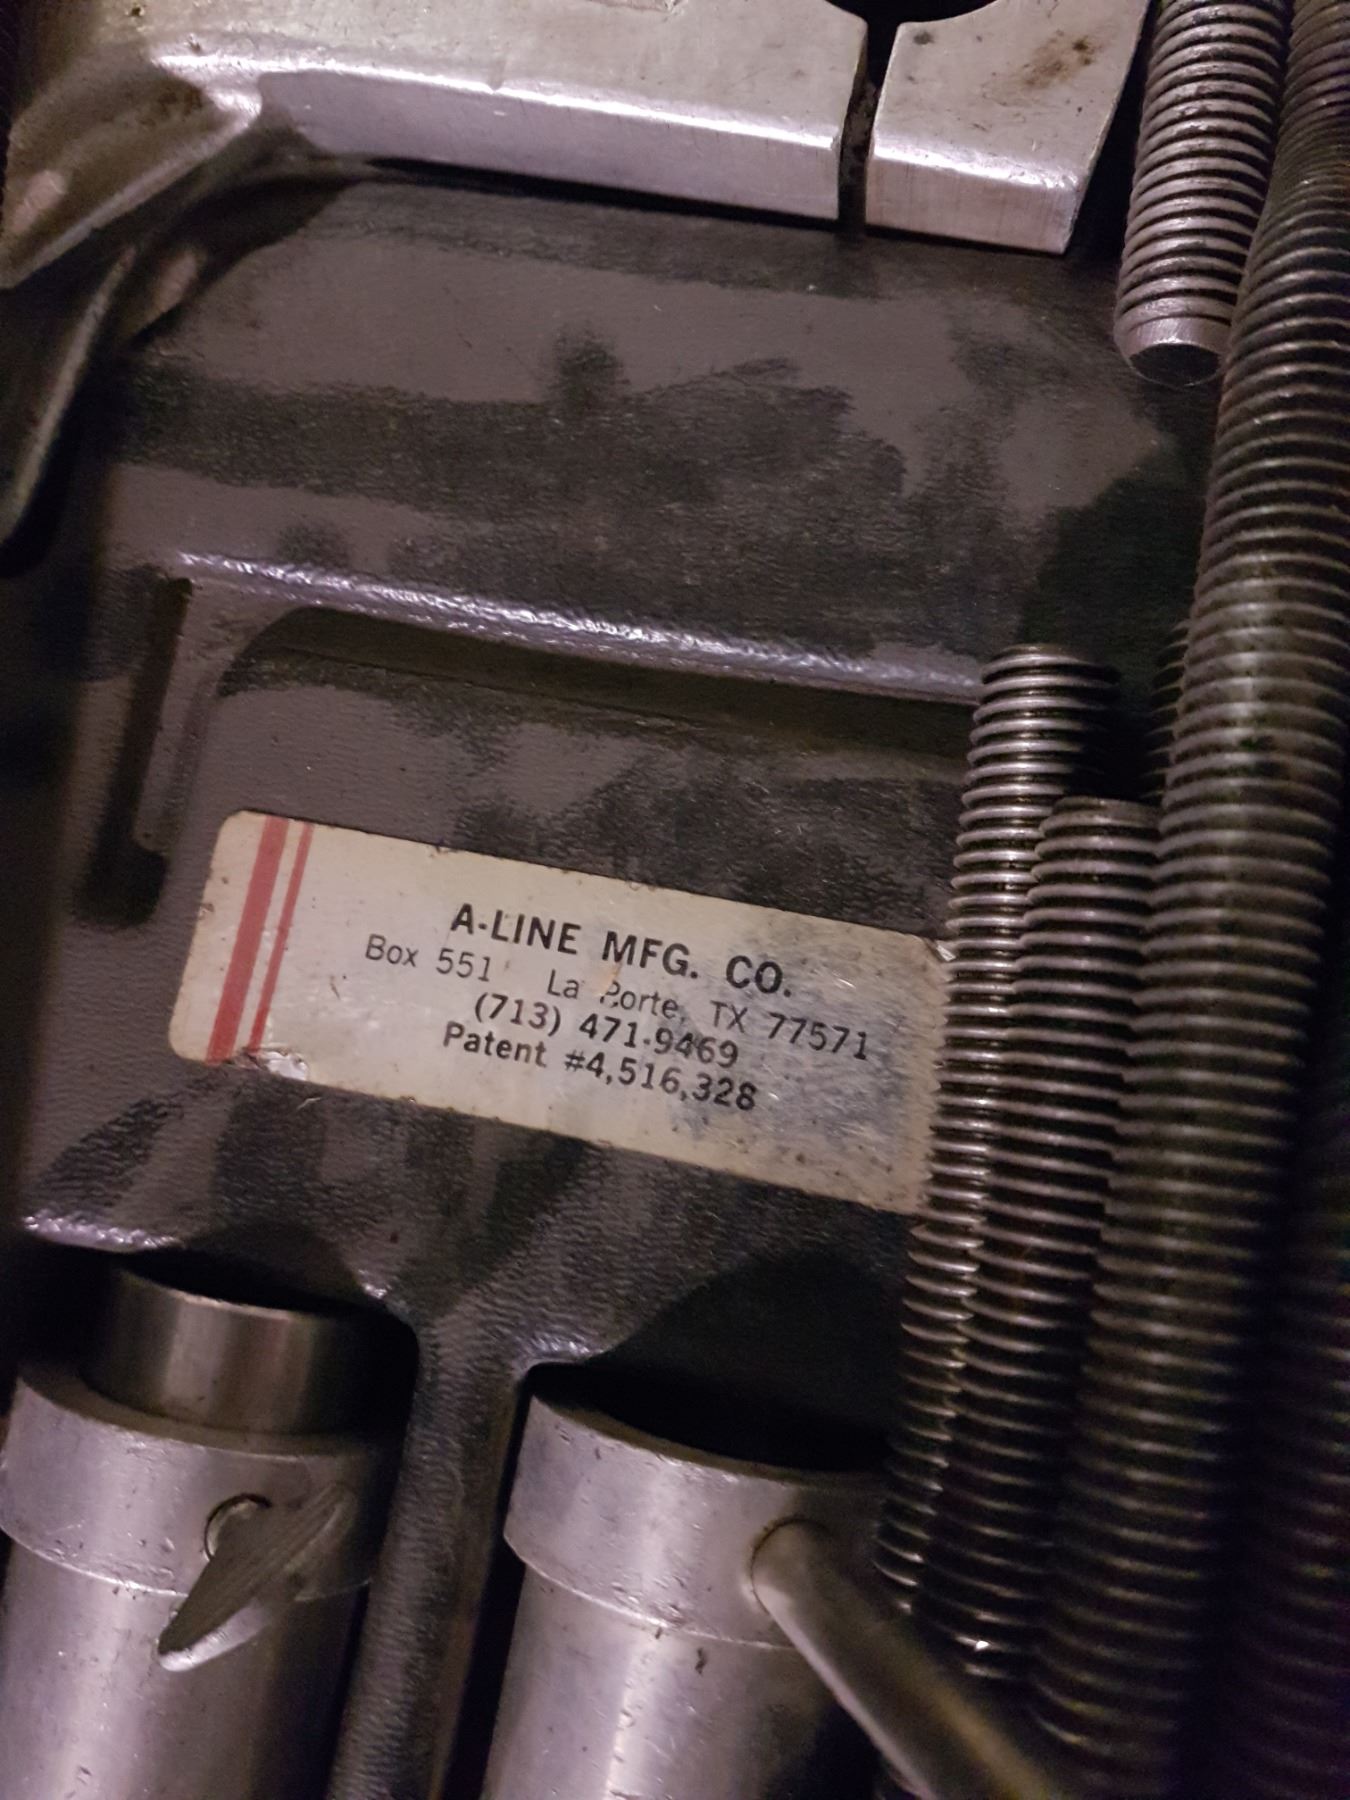 A-LINE MFG. CO.
Box 551 La Porte, TX 77571
(713) 471-9469
Patent #4,516,328